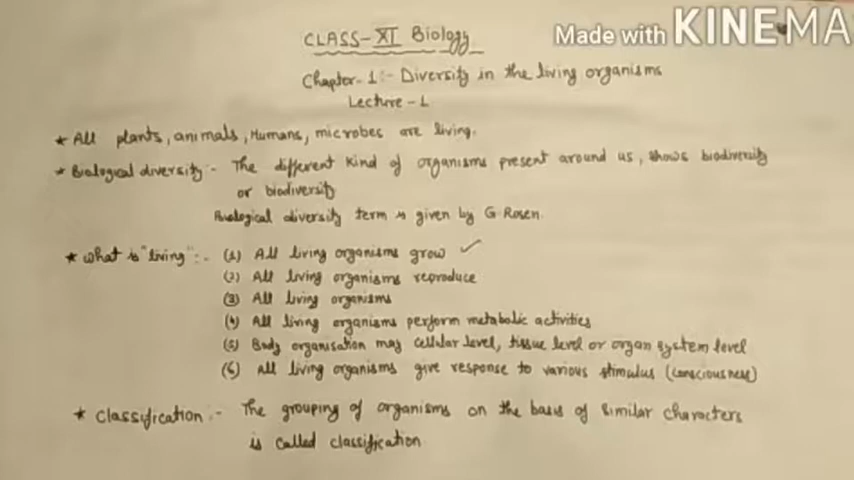 Made with KINEMA
CLASS-XI Biology
Chapter-1:- Diversity in the living organisms
Lecture-1
* All plants, animals, Humans, microbes are living.
* Biological diversity:- The different kind of organisms present around us, shows biodiversity
or biodiversity
Biological diversity term is given by G. Rosen.
* What is "living":- (1) All living organisms grow ✓
(2) All living organisms reproduce
(3) All living organisms
(4) All living organisms perform metabolic activities
(5) Body organisation may cellular level, tissue level or organ system level
(6) All living organisms give response to various stimulus (consciousness)
* Classification:- The grouping of organisms on the basis of similar characters
is called classification